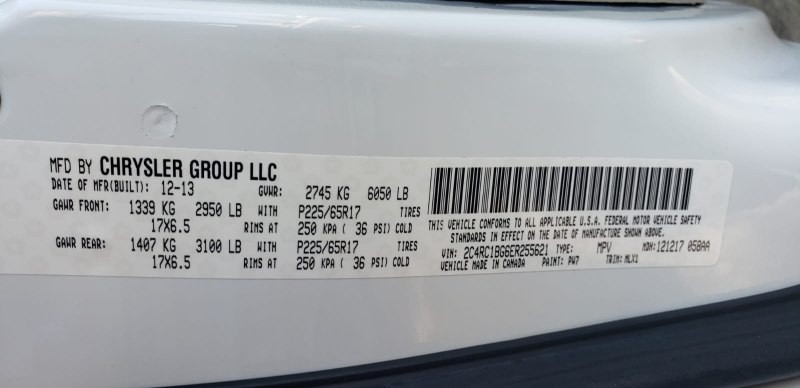 MFD BY CHRYSLER GROUP LLC
DATE OF MFR(BUILT): 12-13 GVWR: 2745 KG 6050 LB
GAWR FRONT: 1339 KG 2950 LB WITH P225/65R17 TIRES
17X6.5 RIMS AT 250 KPA ( 36 PSI) COLD
GAWR REAR: 1407 KG 3100 LB WITH P225/65R17 TIRES
17X6.5 RIMS AT 250 KPA ( 36 PSI) COLD
THIS VEHICLE CONFORMS TO ALL APPLICABLE U.S.A. FEDERAL MOTOR VEHICLE SAFETY
STANDARDS IN EFFECT ON THE DATE OF MANUFACTURE SHOWN ABOVE.
VIN: 2C4RC1BG6ER255621 TYPE: MPV MDH: 121217 058AA
VEHICLE MADE IN CANADA PAINT: PW7 TRIM: MLX1